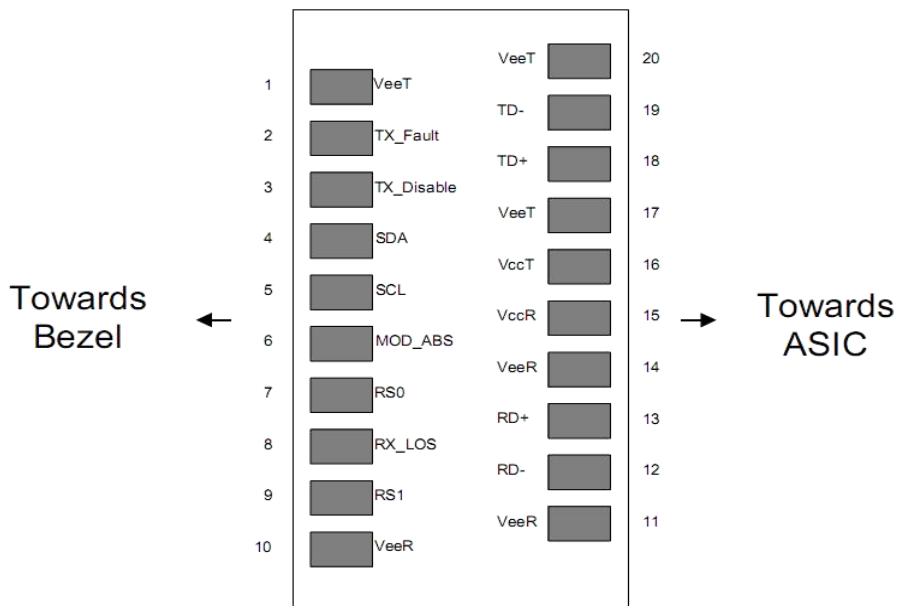 VeeT 20
1 VeeT
TD- 19
2 TX_Fault
TD+ 18
3 TX_Disable
VeeT 17
4 SDA
VccT 16
5 SCL
Towards
Bezel
VccR 15
Towards
ASIC
6 MOD_ABS
VeeR 14
7 RS0
RD+ 13
8 RX_LOS
RD- 12
9 RS1
VeeR 11
10 VeeR